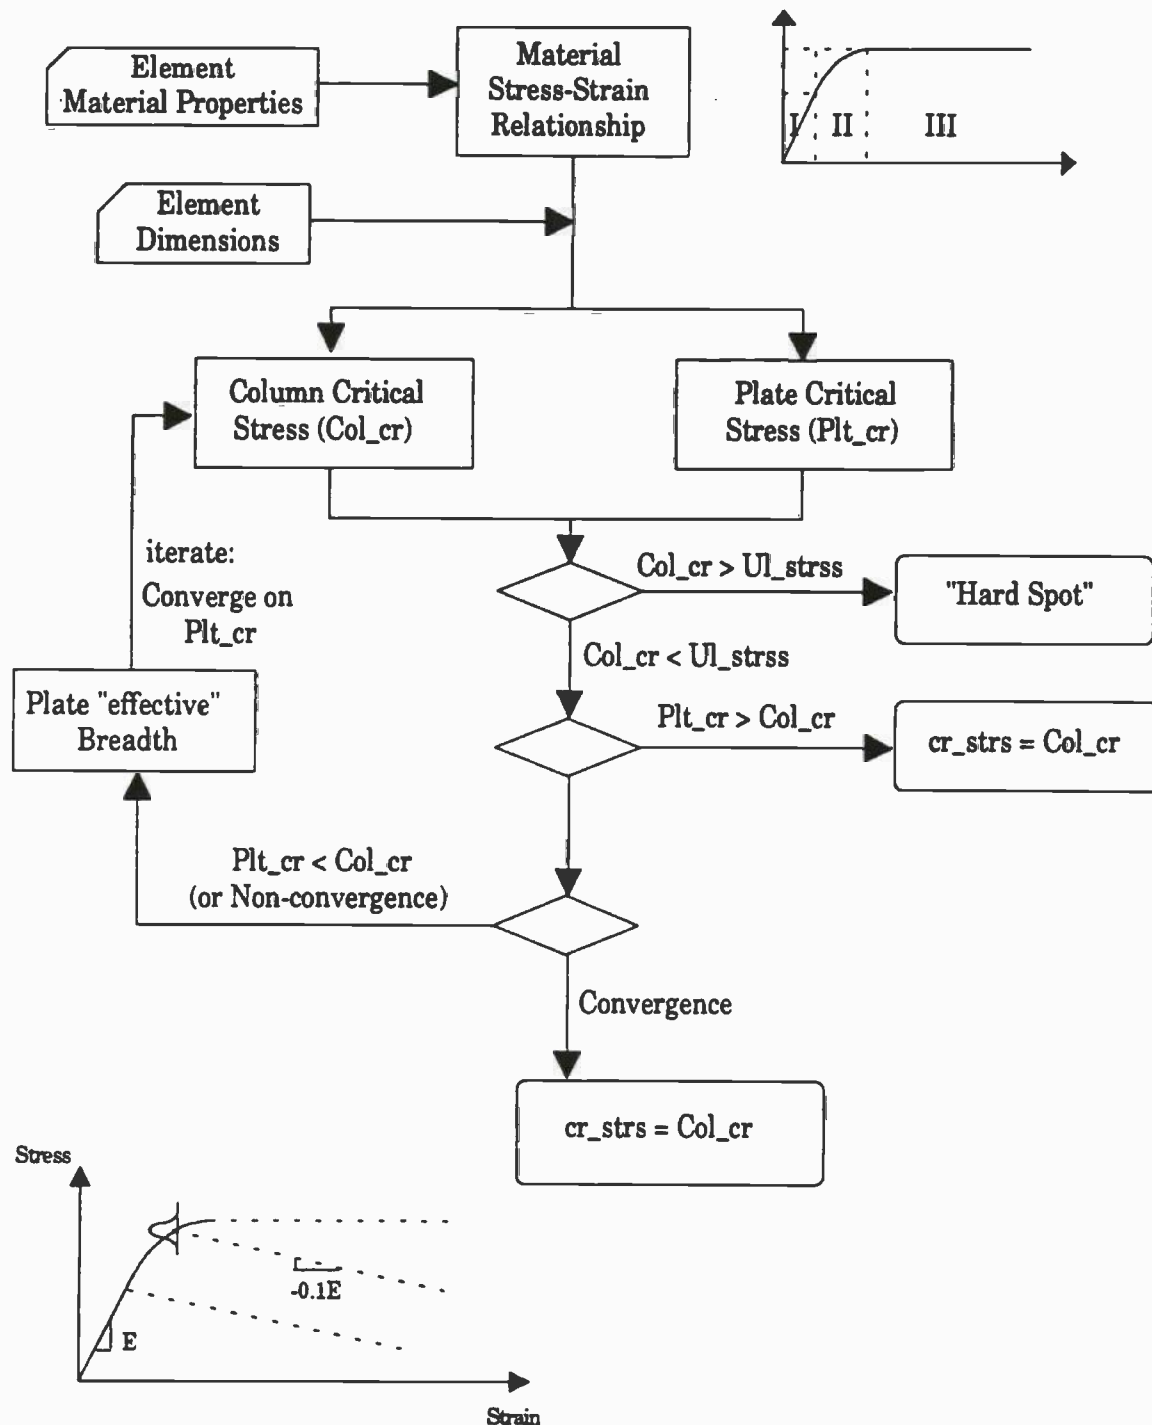 Element
Material Properties
Material
Stress-Strain
Relationship
I
II
III
Element
Dimensions
Column Critical
Stress (Col_cr)
Plate Critical
Stress (Plt_cr)
iterate:
Converge on
Plt_cr
Col_cr > Ul_strss
"Hard Spot"
Col_cr < Ul_strss
Plate "effective"
Breadth
Plt_cr > Col_cr
cr_strs = Col_cr
Plt_cr < Col_cr
(or Non-convergence)
Convergence
cr_strs = Col_cr
Stress
-0.1E
E
Strain